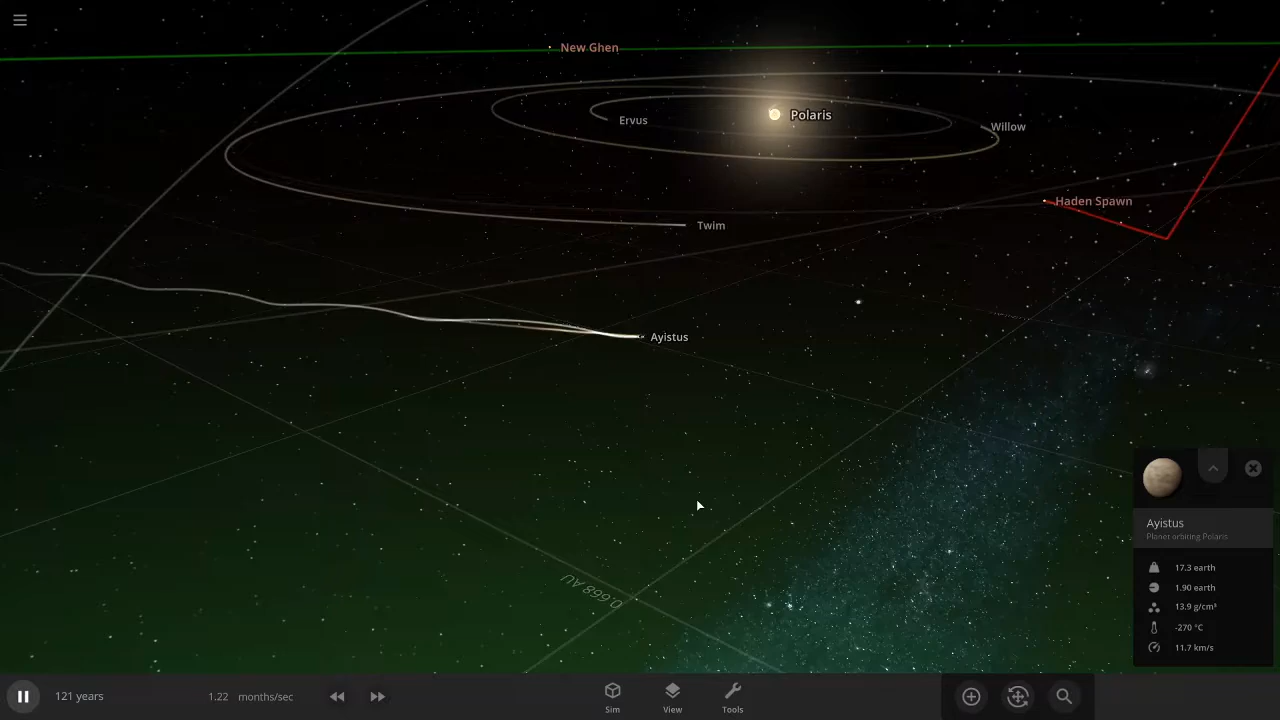 New Ghen
Polaris
Ervus
Willow
Haden Spawn
Twim
Ayistus
0.668 AU
Ayistus
Planet orbiting Polaris
17.3 earth
1.90 earth
13.9 g/cm³
-270 °C
11.7 km/s
121 years
1.22 months/sec
Sim
View
Tools